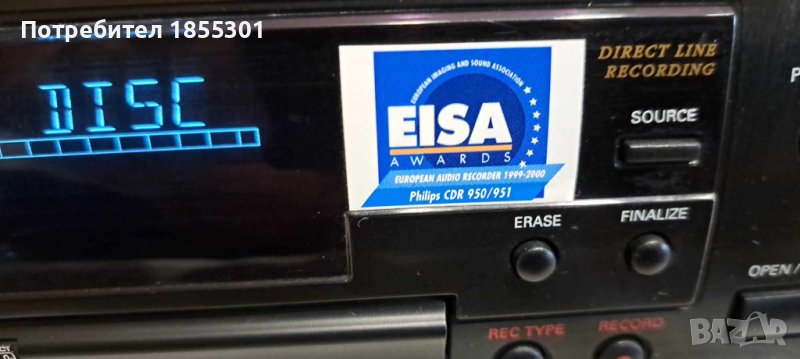 Потребител 1855301
DISC
EUROPEAN IMAGING AND SOUND ASSOCIATION
EISA
AWARDS
EUROPEAN AUDIO RECORDER 1999-2000
Philips CDR 950/951
DIRECT LINE
RECORDING
SOURCE
ERASE
FINALIZE
OPEN/
REC TYPE
RECORD
BAZAR